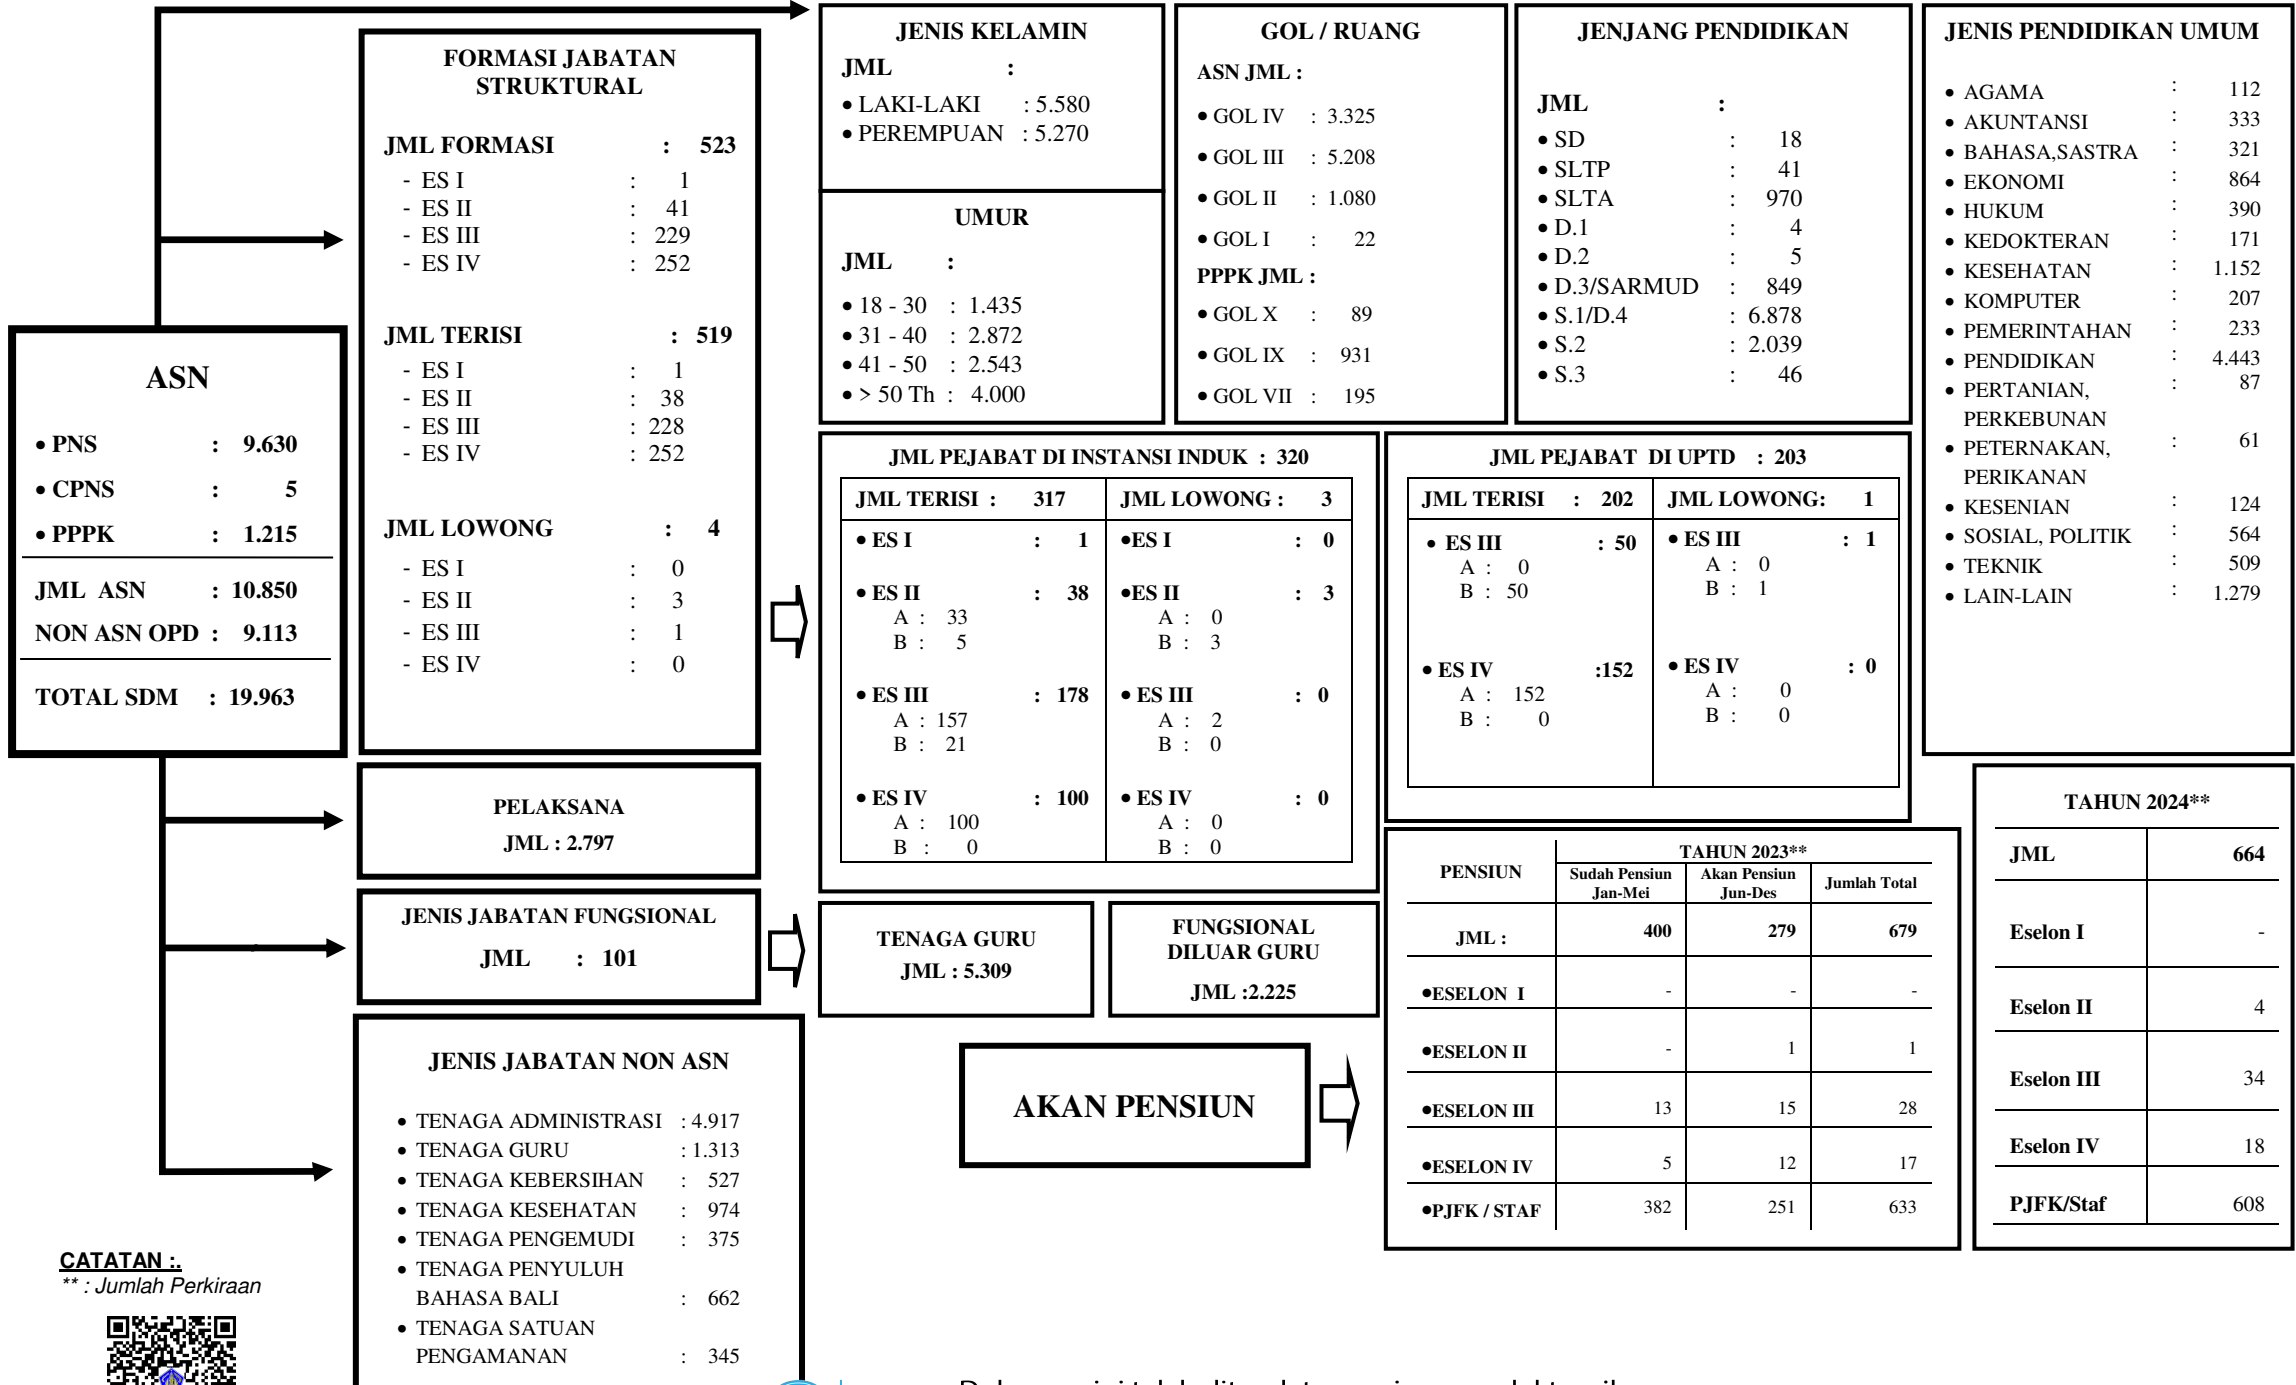 ASN
• PNS : 9.630
• CPNS : 5
• PPPK : 1.215
JML ASN : 10.850
NON ASN OPD : 9.113
TOTAL SDM : 19.963
FORMASI JABATAN
STRUKTURAL
JML FORMASI : 523
- ES I : 1
- ES II : 41
- ES III : 229
- ES IV : 252
JML TERISI : 519
- ES I : 1
- ES II : 38
- ES III : 228
- ES IV : 252
JML LOWONG : 4
- ES I : 0
- ES II : 3
- ES III : 1
- ES IV : 0
PELAKSANA
JML : 2.797
JENIS JABATAN FUNGSIONAL
JML : 101
JENIS JABATAN NON ASN
• TENAGA ADMINISTRASI : 4.917
• TENAGA GURU : 1.313
• TENAGA KEBERSIHAN : 527
• TENAGA KESEHATAN : 974
• TENAGA PENGEMUDI : 375
• TENAGA PENYULUH
BAHASA BALI : 662
• TENAGA SATUAN
PENGAMANAN : 345
JENIS KELAMIN
JML :
• LAKI-LAKI : 5.580
• PEREMPUAN : 5.270
UMUR
JML :
• 18 - 30 : 1.435
• 31 - 40 : 2.872
• 41 - 50 : 2.543
• > 50 Th : 4.000
GOL / RUANG
ASN JML :
• GOL IV : 3.325
• GOL III : 5.208
• GOL II : 1.080
• GOL I : 22
PPPK JML :
• GOL X : 89
• GOL IX : 931
• GOL VII : 195
JENJANG PENDIDIKAN
JML :
• SD : 18
• SLTP : 41
• SLTA : 970
• D.1 : 4
• D.2 : 5
• D.3/SARMUD : 849
• S.1/D.4 : 6.878
• S.2 : 2.039
• S.3 : 46
JENIS PENDIDIKAN UMUM
• AGAMA : 112
• AKUNTANSI : 333
• BAHASA,SASTRA : 321
• EKONOMI : 864
• HUKUM : 390
• KEDOKTERAN : 171
• KESEHATAN : 1.152
• KOMPUTER : 207
• PEMERINTAHAN : 233
• PENDIDIKAN : 4.443
• PERTANIAN, : 87
PERKEBUNAN
• PETERNAKAN, : 61
PERIKANAN
• KESENIAN : 124
• SOSIAL, POLITIK : 564
• TEKNIK : 509
• LAIN-LAIN : 1.279
JML PEJABAT DI INSTANSI INDUK : 320
JML TERISI : 317
• ES I : 1
• ES II : 38
A : 33
B : 5
• ES III : 178
A : 157
B : 21
• ES IV : 100
A : 100
B : 0
JML LOWONG : 3
•ES I : 0
•ES II : 3
A : 0
B : 3
• ES III : 0
A : 2
B : 0
• ES IV : 0
A : 0
B : 0
JML PEJABAT DI UPTD : 203
JML TERISI : 202
• ES III : 50
A : 0
B : 50
• ES IV :152
A : 152
B : 0
JML LOWONG: 1
• ES III : 1
A : 0
B : 1
• ES IV : 0
A : 0
B : 0
TENAGA GURU
JML : 5.309
FUNGSIONAL
DILUAR GURU
JML :2.225
AKAN PENSIUN
PENSIUN TAHUN 2023**
Sudah Pensiun Jan-Mei Akan Pensiun Jun-Des Jumlah Total
JML : 400 279 679
•ESELON I - - -
•ESELON II - 1 1
•ESELON III 13 15 28
•ESELON IV 5 12 17
•PJFK / STAF 382 251 633
TAHUN 2024**
JML 664
Eselon I -
Eselon II 4
Eselon III 34
Eselon IV 18
PJFK/Staf 608
CATATAN :.
** : Jumlah Perkiraan